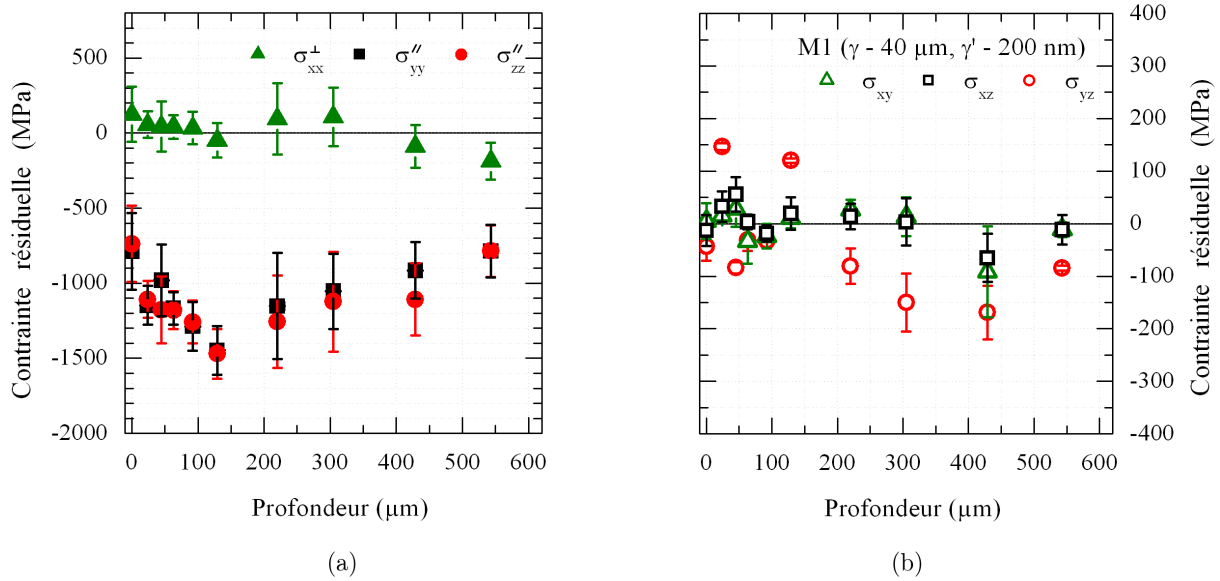 σ⊥xx σ//yy σ//zz
500
0
-500
-1000
-1500
-2000
0 100 200 300 400 500 600
Contrainte résiduelle (MPa)
Profondeur (μm)
(a)
M1 (γ - 40 μm, γ' - 200 nm)
σxy σxz σyz
400
300
200
100
0
-100
-200
-300
-400
0 100 200 300 400 500 600
Contrainte résiduelle (MPa)
Profondeur (μm)
(b)